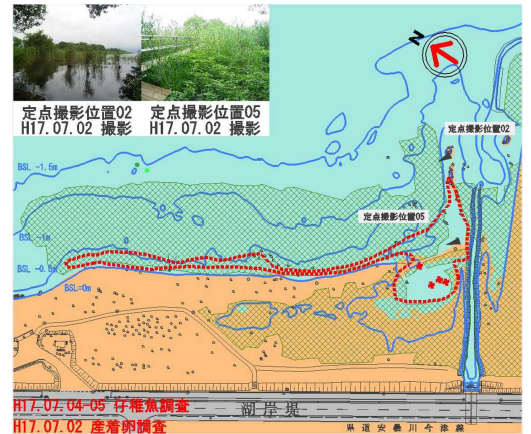 定点撮影位置02
H17.07.02 撮影
定点撮影位置05
H17.07.02 撮影
N
定点撮影位置02
定点撮影位置05
BSL -1.5m
BSL -1m
BSL -0.5m
BSL=0m
H17.07.04-05 仔稚魚調査
H17.07.02 産着卵調査
湖岸堤
県道安曇川今津線